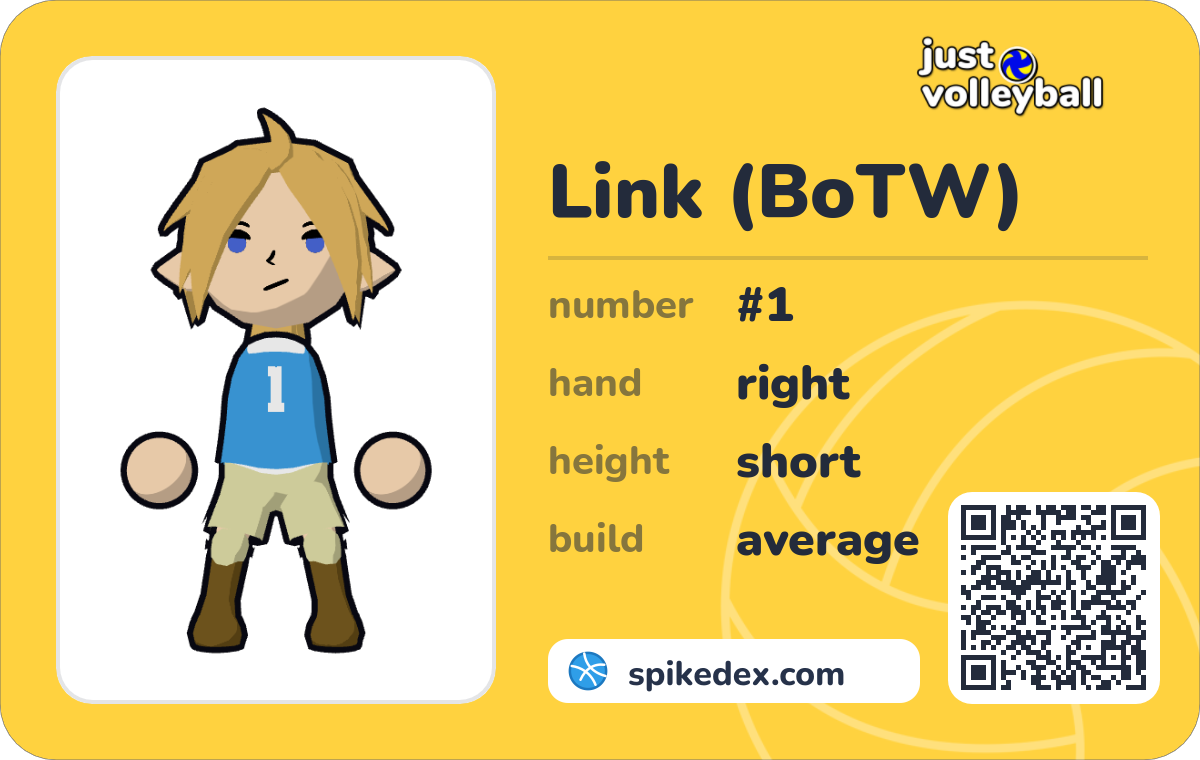 just
volleyball
Link (BoTW)
number #1
hand right
height short
build average
1
spikedex.com